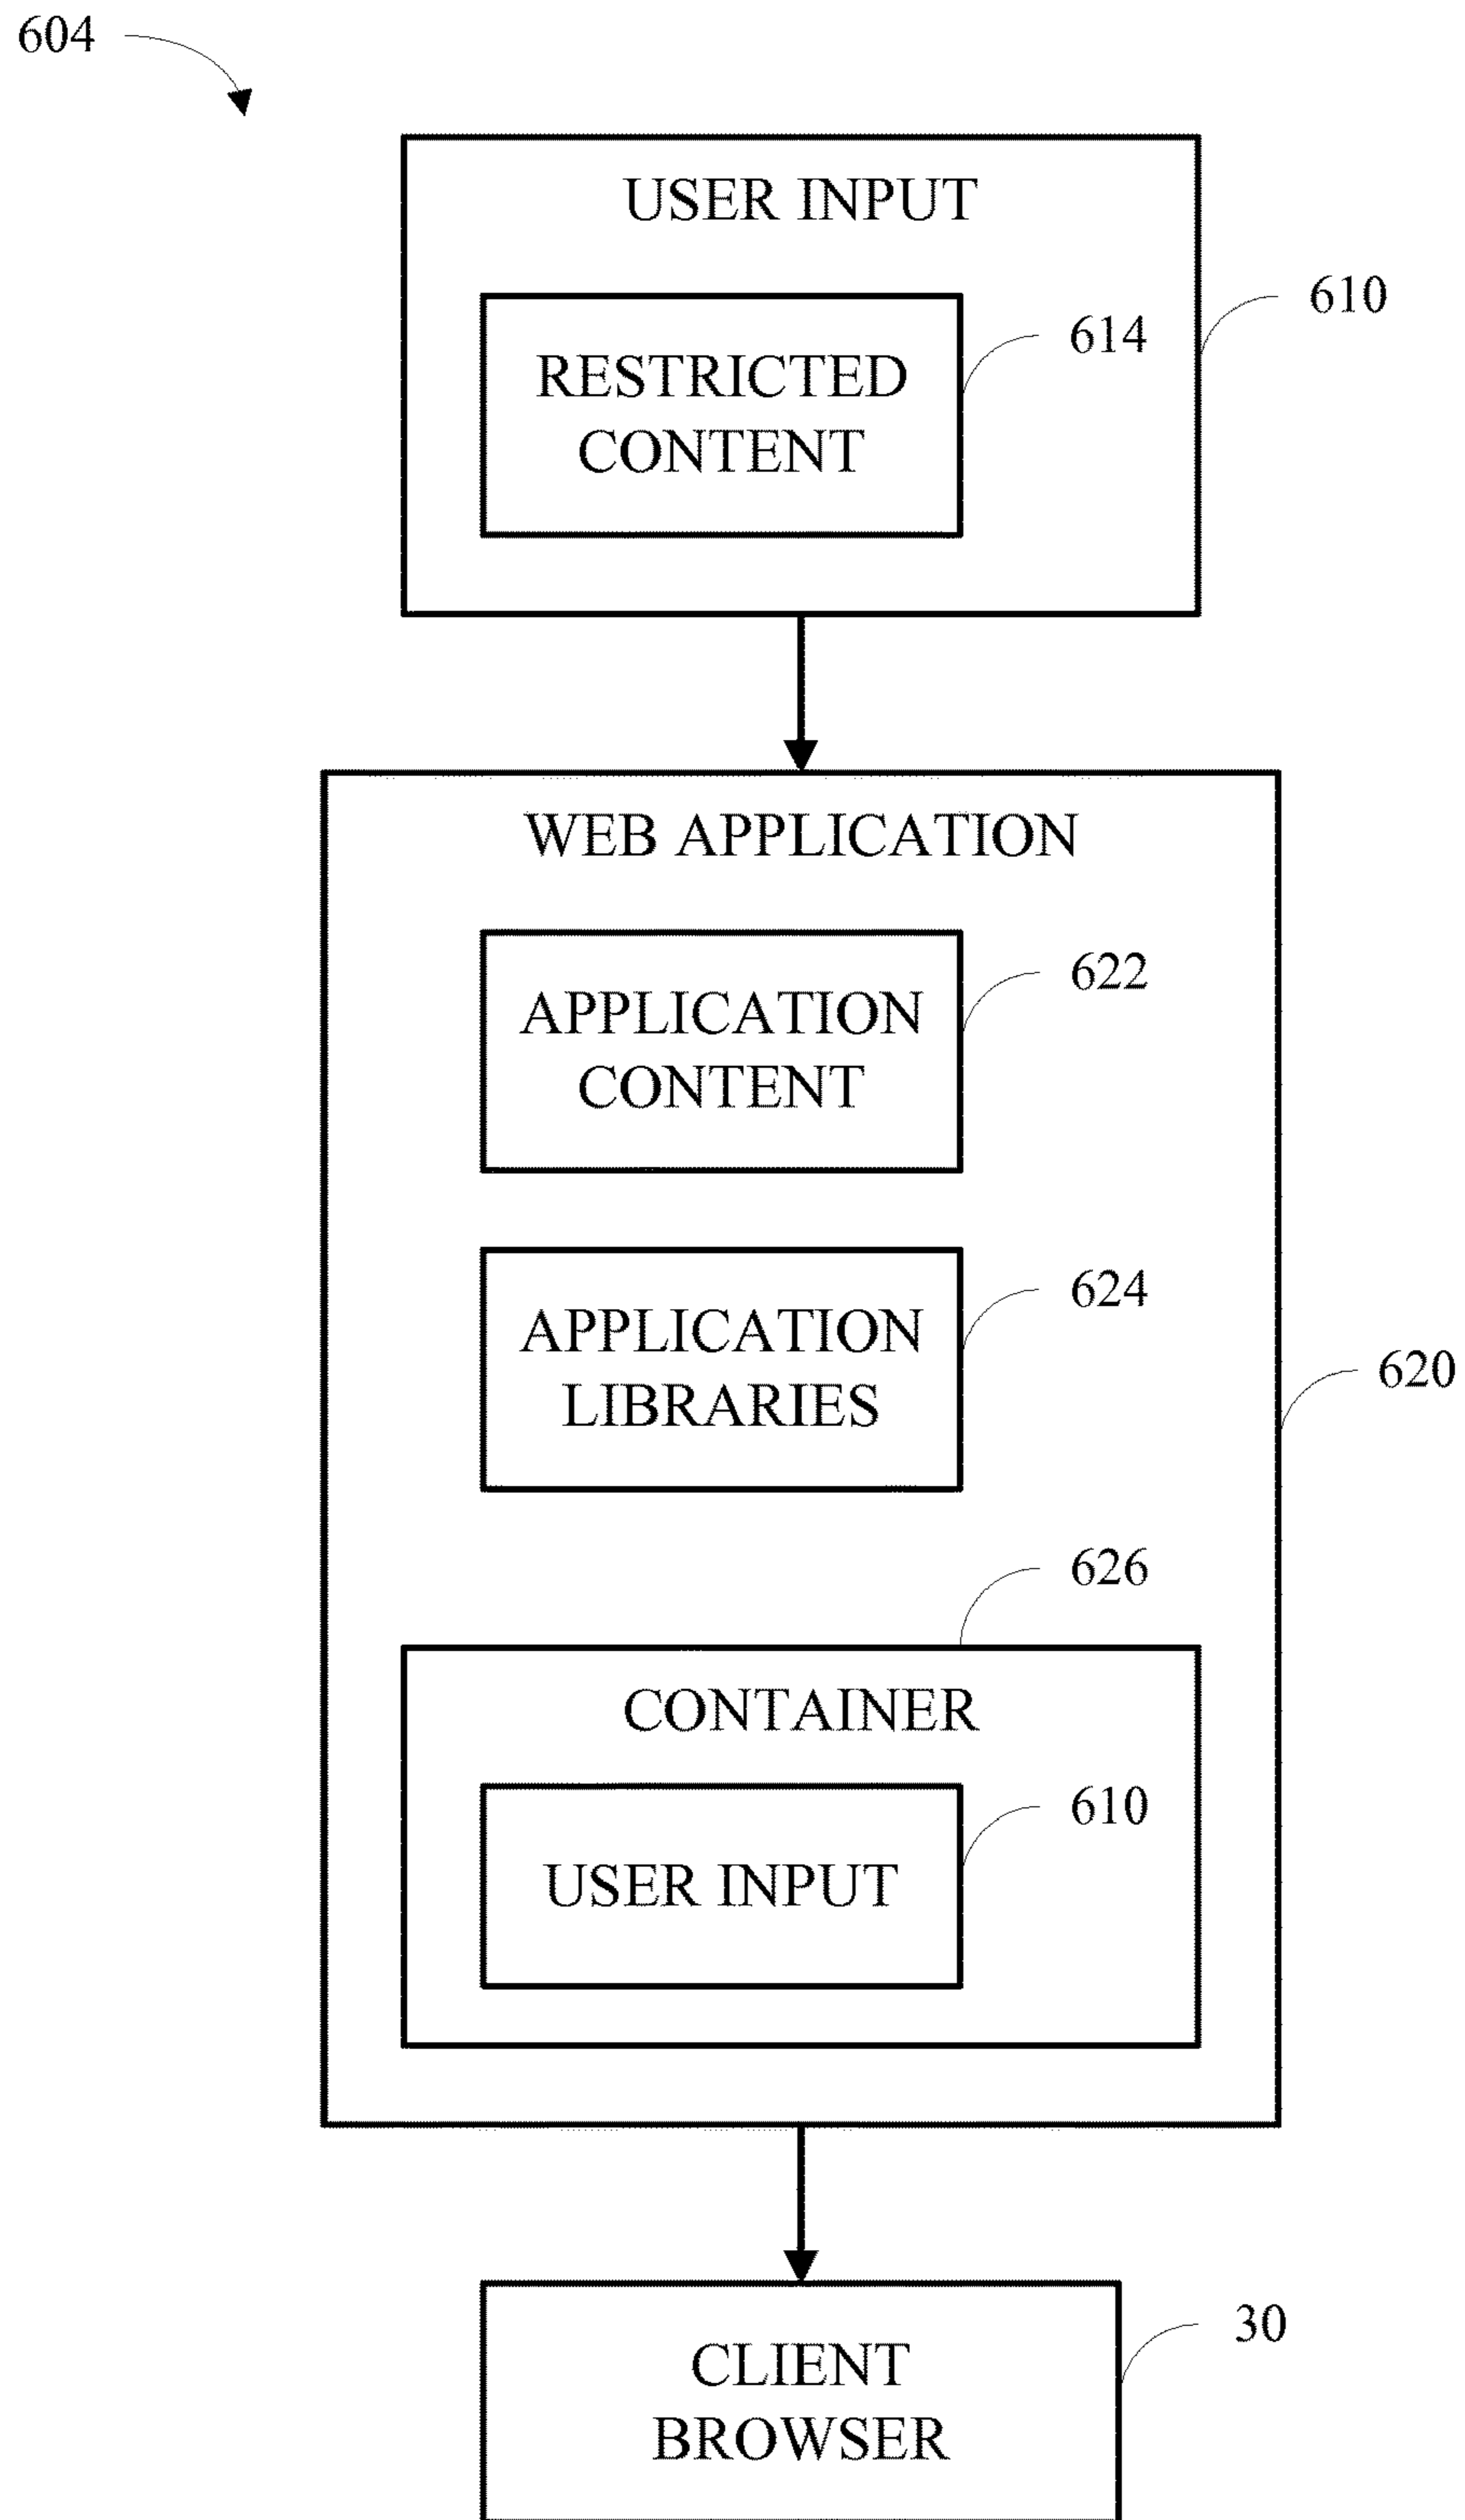 604
USER INPUT
610
614
RESTRICTED
CONTENT
WEB APPLICATION
622
APPLICATION
CONTENT
624
APPLICATION
LIBRARIES
620
626
CONTAINER
610
USER INPUT
30
CLIENT
BROWSER